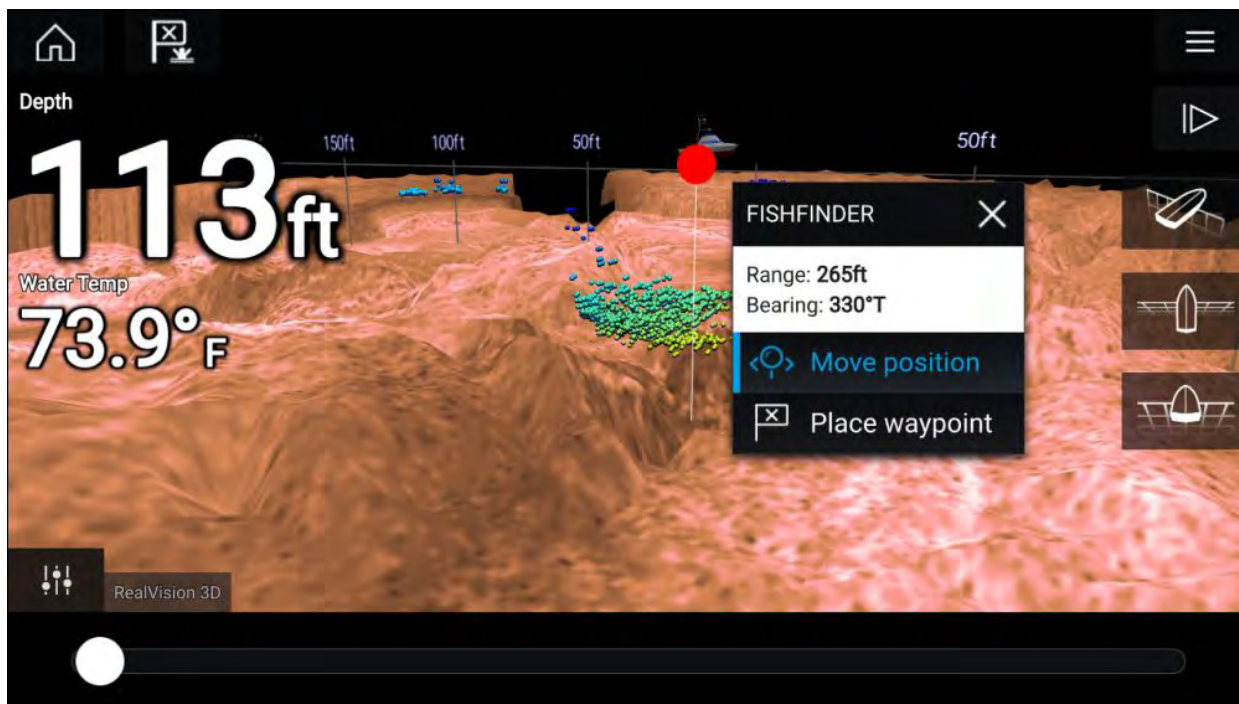 Depth
113ft
150ft
100ft
50ft
50ft
Water Temp
73.9°F
FISHFINDER
Range: 265ft
Bearing: 330°T
Move position
Place waypoint
RealVision 3D